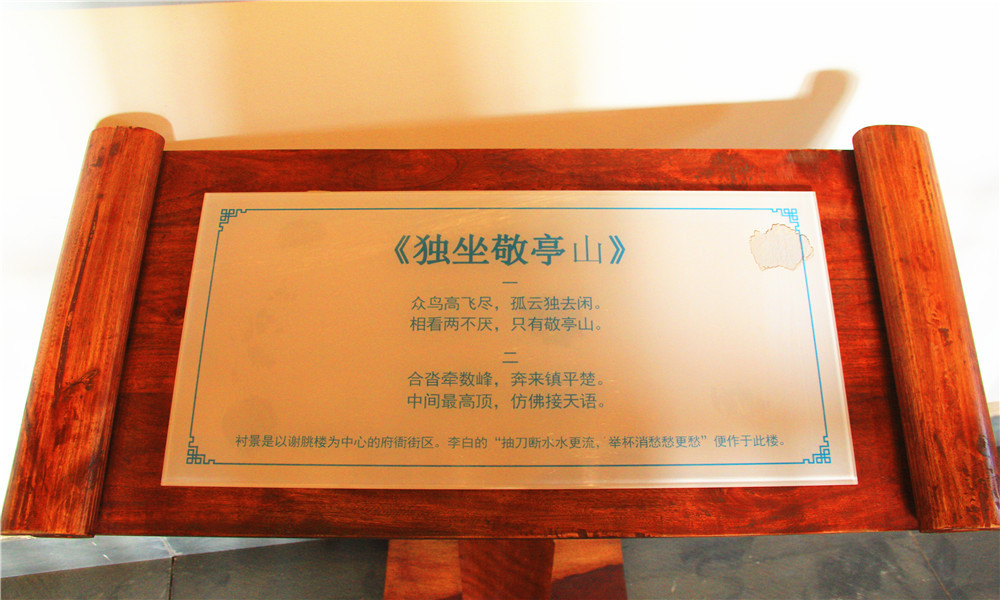 《独坐敬亭山》
一
众鸟高飞尽，孤云独去闲。
相看两不厌，只有敬亭山。
二
合沓牵数峰，奔来镇平楚。
中间最高顶，仿佛接天语。
衬景是以谢朓楼为中心的府衙街区。李白的“抽刀断水水更流，举杯消愁愁更愁”便作于此楼。